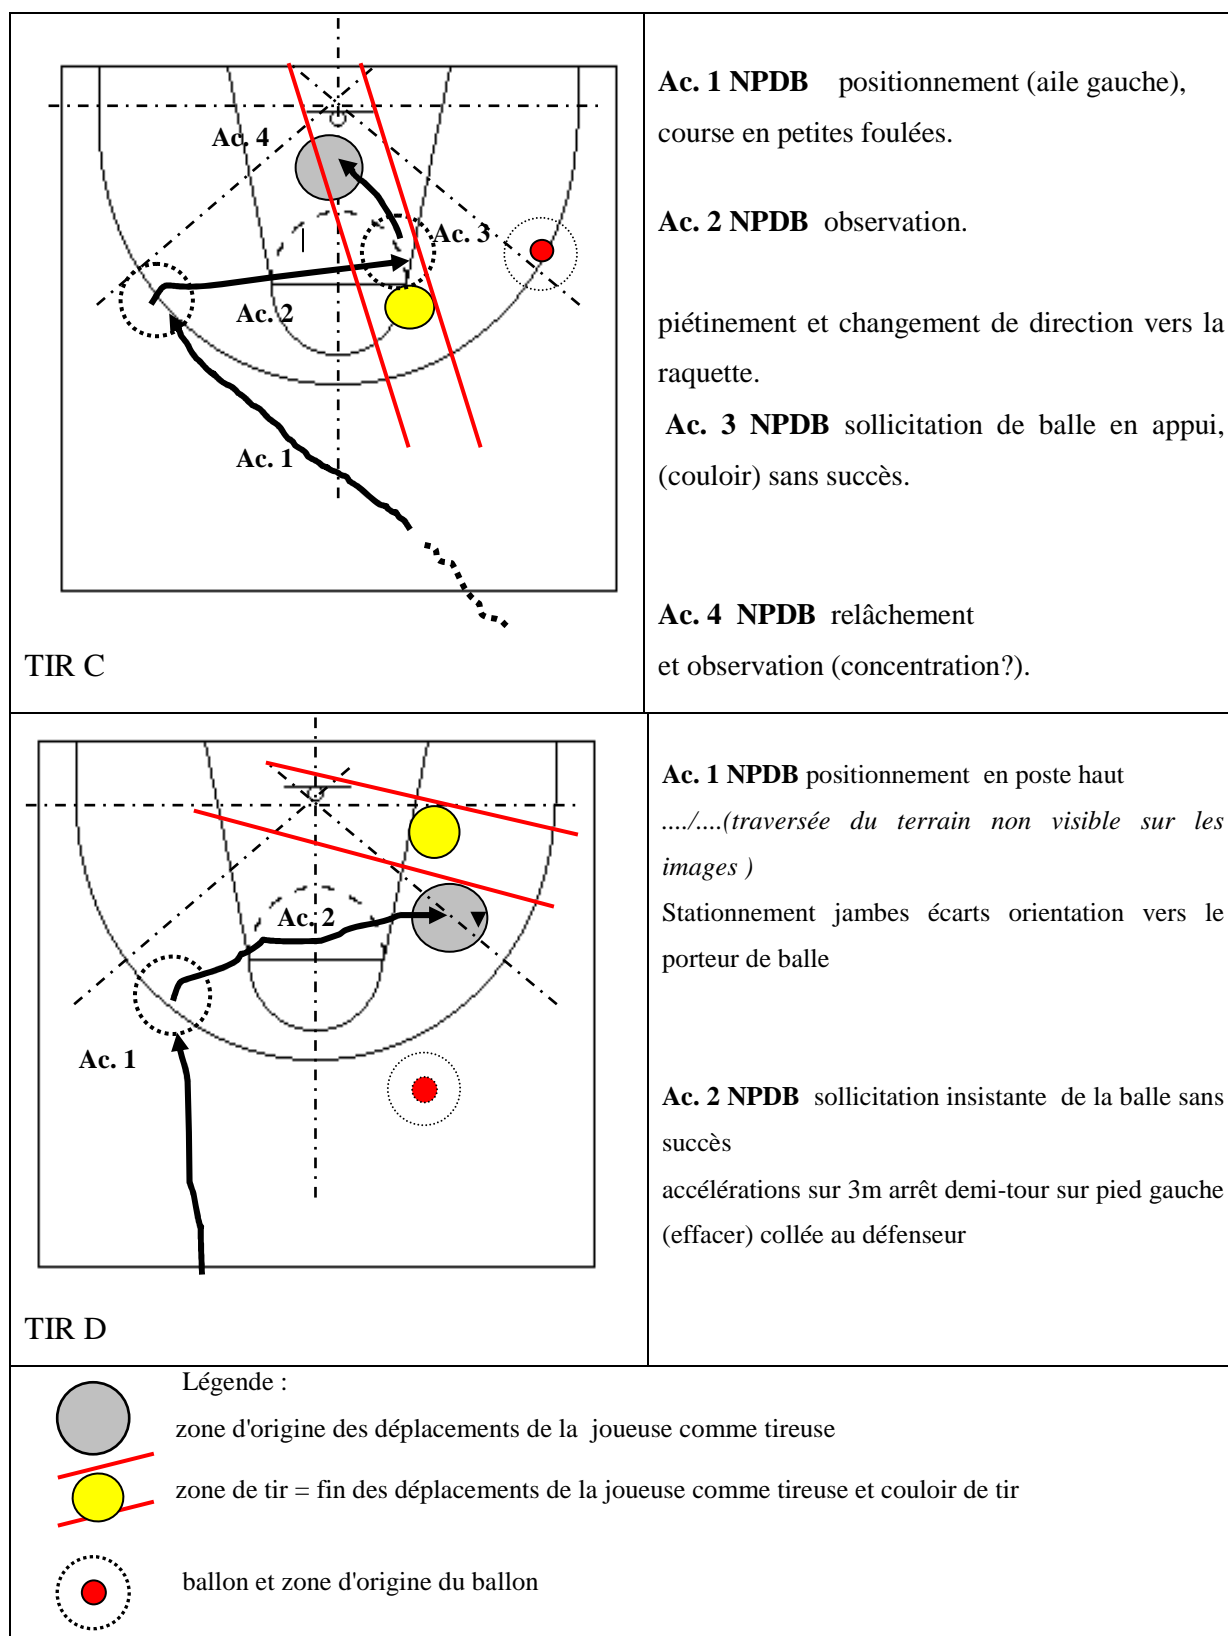 Ac. 4
Ac. 3
Ac. 2
Ac. 1
TIR C
Ac. 1 NPDB positionnement (aile gauche),
course en petites foulées.
Ac. 2 NPDB observation.
piétinement et changement de direction vers la
raquette.
Ac. 3 NPDB sollicitation de balle en appui,
(couloir) sans succès.
Ac. 4 NPDB relâchement
et observation (concentration?).
Ac. 2
Ac. 1
TIR D
Ac. 1 NPDB positionnement en poste haut
..../....(traversée du terrain non visible sur les
images )
Stationnement jambes écarts orientation vers le
porteur de balle
Ac. 2 NPDB sollicitation insistante de la balle sans
succès
accélérations sur 3m arrêt demi-tour sur pied gauche
(effacer) collée au défenseur
Légende :
zone d'origine des déplacements de la joueuse comme tireuse
zone de tir = fin des déplacements de la joueuse comme tireuse et couloir de tir
ballon et zone d'origine du ballon